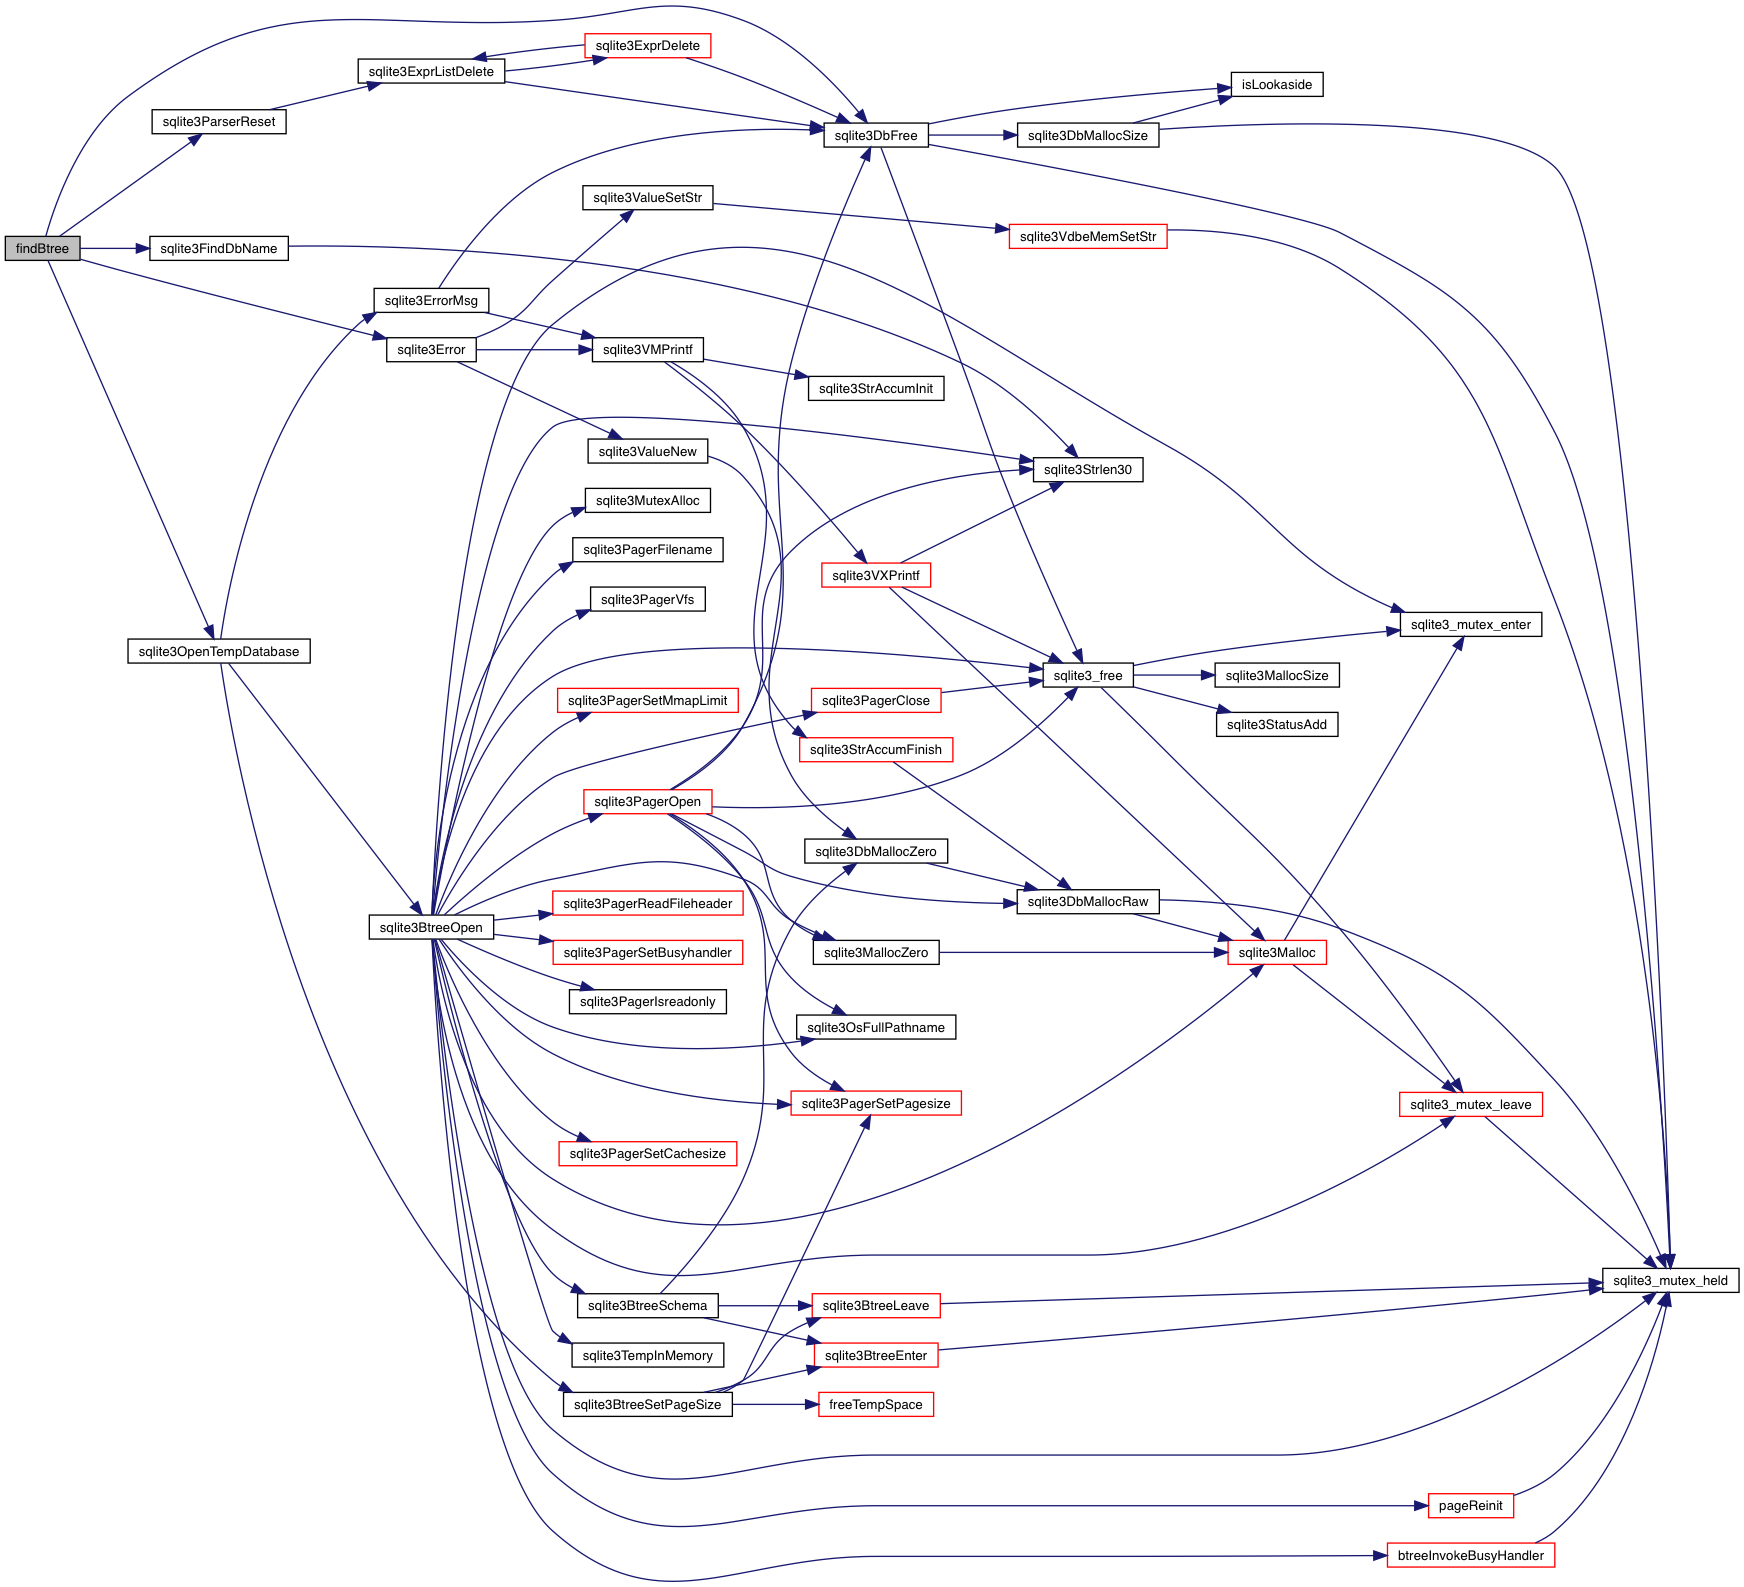 findBtree
sqlite3ParserReset
sqlite3FindDbName
sqlite3OpenTempDatabase
sqlite3ExprListDelete
sqlite3ErrorMsg
sqlite3Error
sqlite3BtreeOpen
sqlite3ExprDelete
sqlite3ValueSetStr
sqlite3VMPrintf
sqlite3ValueNew
sqlite3MutexAlloc
sqlite3PagerFilename
sqlite3PagerVfs
sqlite3PagerSetMmapLimit
sqlite3PagerOpen
sqlite3PagerReadFileheader
sqlite3PagerSetBusyhandler
sqlite3PagerIsreadonly
sqlite3PagerSetCachesize
sqlite3BtreeSchema
sqlite3TempInMemory
sqlite3BtreeSetPageSize
sqlite3DbFree
sqlite3StrAccumInit
sqlite3VXPrintf
sqlite3PagerClose
sqlite3StrAccumFinish
sqlite3DbMallocZero
sqlite3MallocZero
sqlite3OsFullPathname
sqlite3PagerSetPagesize
sqlite3BtreeLeave
sqlite3BtreeEnter
freeTempSpace
sqlite3DbMallocSize
sqlite3VdbeMemSetStr
sqlite3Strlen30
sqlite3_free
sqlite3DbMallocRaw
isLookaside
sqlite3MallocSize
sqlite3StatusAdd
sqlite3Malloc
sqlite3_mutex_enter
sqlite3_mutex_leave
pageReinit
btreeInvokeBusyHandler
sqlite3_mutex_held